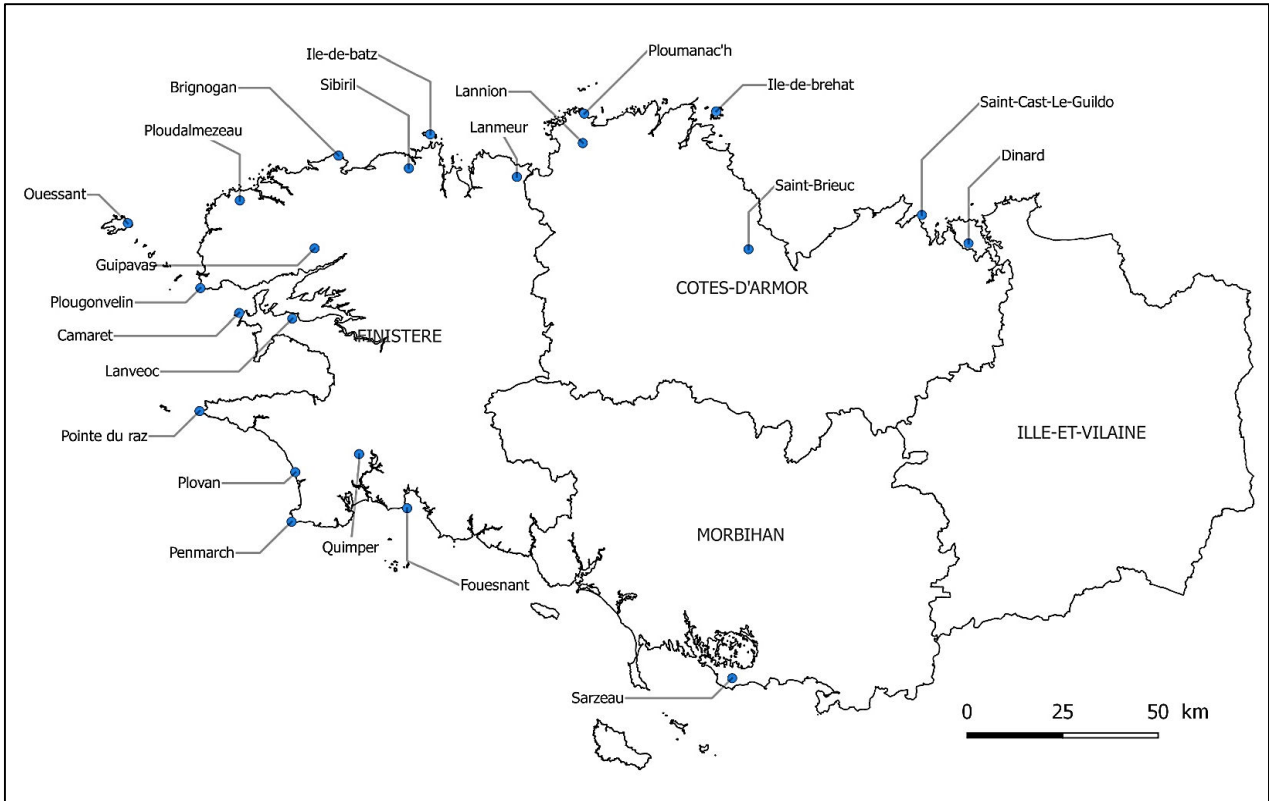 Ile-de-batz
Ploumanac'h
Brignogan
Sibiril
Lannion
Ile-de-brehat
Saint-Cast-Le-Guildo
Ploudalmezeau
Lanmeur
Dinard
Ouessant
Saint-Brieuc
Guipavas
Plougonvelin
COTES-D'ARMOR
Camaret
FINISTERE
Lanveoc
Pointe du raz
ILLE-ET-VILAINE
Plovan
Penmarch
Quimper
MORBIHAN
Fouesnant
Sarzeau
0 25 50 km